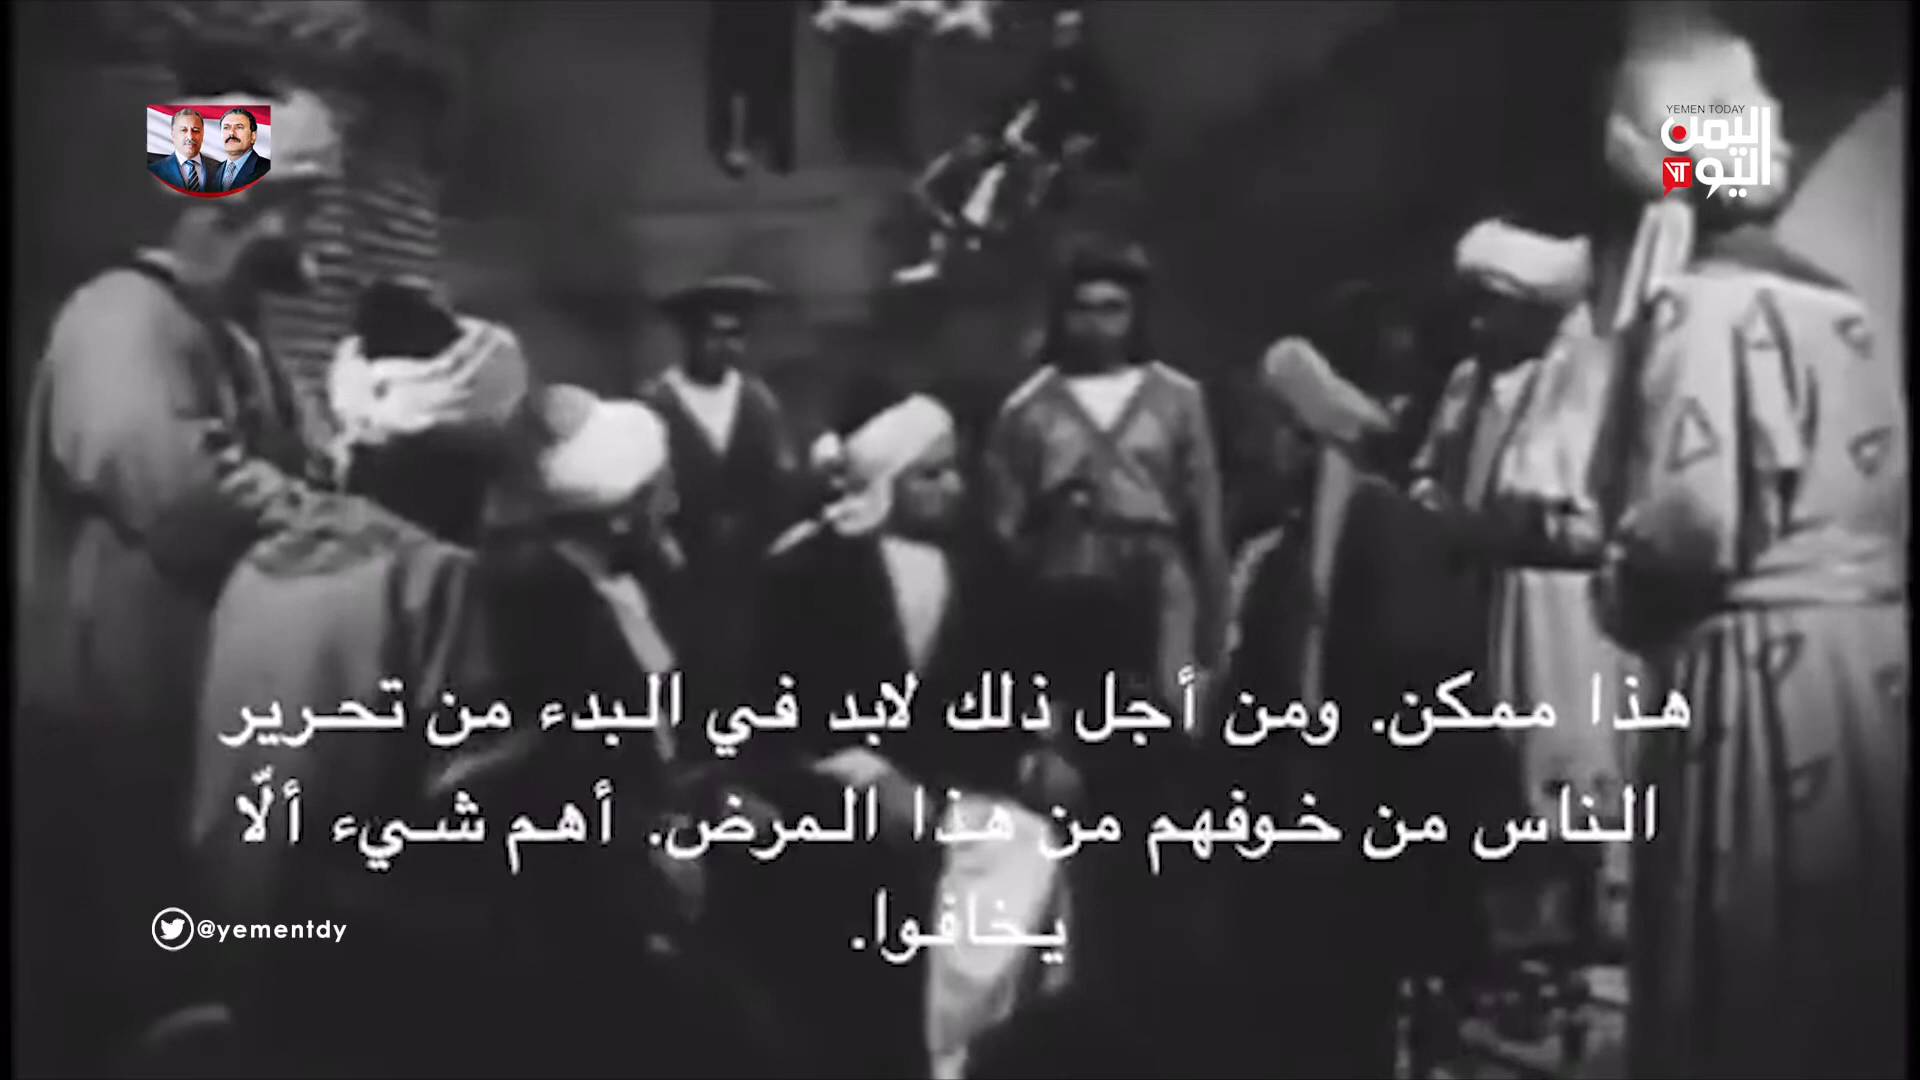 YEMEN TODAY
اليمن
اليوم
YT
هذا ممكن. ومن أجل ذلك لابد في البدء من تحرير
الناس من خوفهم من هذا المرض. أهم شيء ألّا
يخافوا.
@yementdy